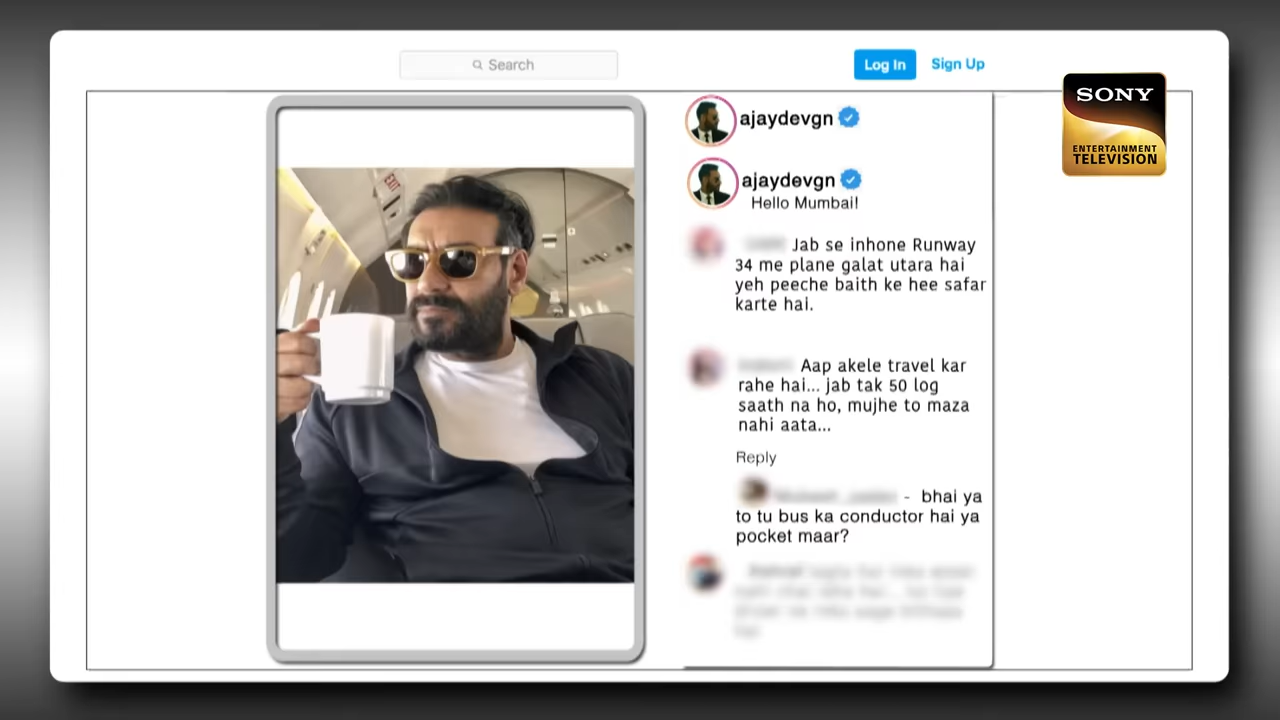 Search
Log In
Sign Up
SONY
ENTERTAINMENT
TELEVISION
EXIT
ajaydevgn
ajaydevgn
Hello Mumbai!
Jab se inhone Runway
34 me plane galat utara hai
yeh peeche baith ke hee safar
karte hai.
Aap akele travel kar
rahe hai... jab tak 50 log
saath na ho, mujhe to maza
nahi aata...
Reply
- bhai ya
to tu bus ka conductor hai ya
pocket maar?